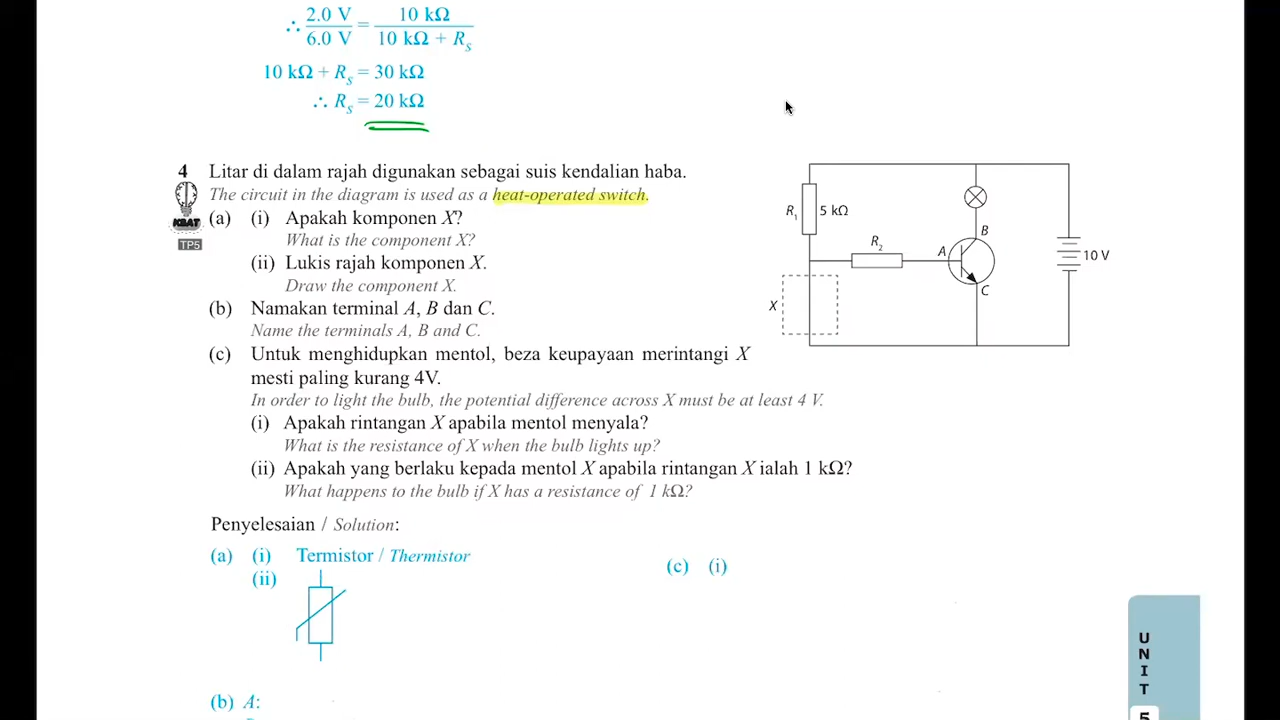 ∴ 2.0 V / 6.0 V = 10 kΩ / 10 kΩ + Rs
10 kΩ + Rs = 30 kΩ
∴ Rs = 20 kΩ
4 Litar di dalam rajah digunakan sebagai suis kendalian haba.
The circuit in the diagram is used as a heat-operated switch.
KBAT
TP5
(a) (i) Apakah komponen X?
What is the component X?
(ii) Lukis rajah komponen X.
Draw the component X.
(b) Namakan terminal A, B dan C.
Name the terminals A, B and C.
(c) Untuk menghidupkan mentol, beza keupayaan merintangi X
mesti paling kurang 4V.
In order to light the bulb, the potential difference across X must be at least 4 V.
(i) Apakah rintangan X apabila mentol menyala?
What is the resistance of X when the bulb lights up?
(ii) Apakah yang berlaku kepada mentol X apabila rintangan X ialah 1 kΩ?
What happens to the bulb if X has a resistance of 1 kΩ?
R1 5 kΩ
R2
A
B
C
X
10 V
Penyelesaian / Solution:
(a) (i) Termistor / Thermistor
(ii)
(b) A:
(c) (i)
U
N
I
T
5